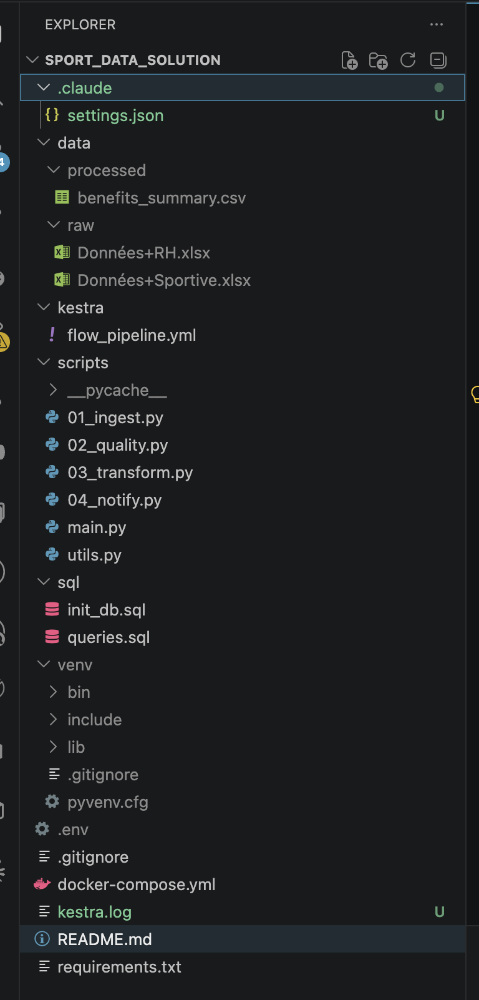 EXPLORER
SPORT_DATA_SOLUTION
.claude
settings.json U
data
processed
benefits_summary.csv
raw
Données+RH.xlsx
Données+Sportive.xlsx
kestra
flow_pipeline.yml
scripts
__pycache__
01_ingest.py
02_quality.py
03_transform.py
04_notify.py
main.py
utils.py
sql
init_db.sql
queries.sql
venv
bin
include
lib
.gitignore
pyvenv.cfg
.env
.gitignore
docker-compose.yml
kestra.log U
README.md
requirements.txt
4